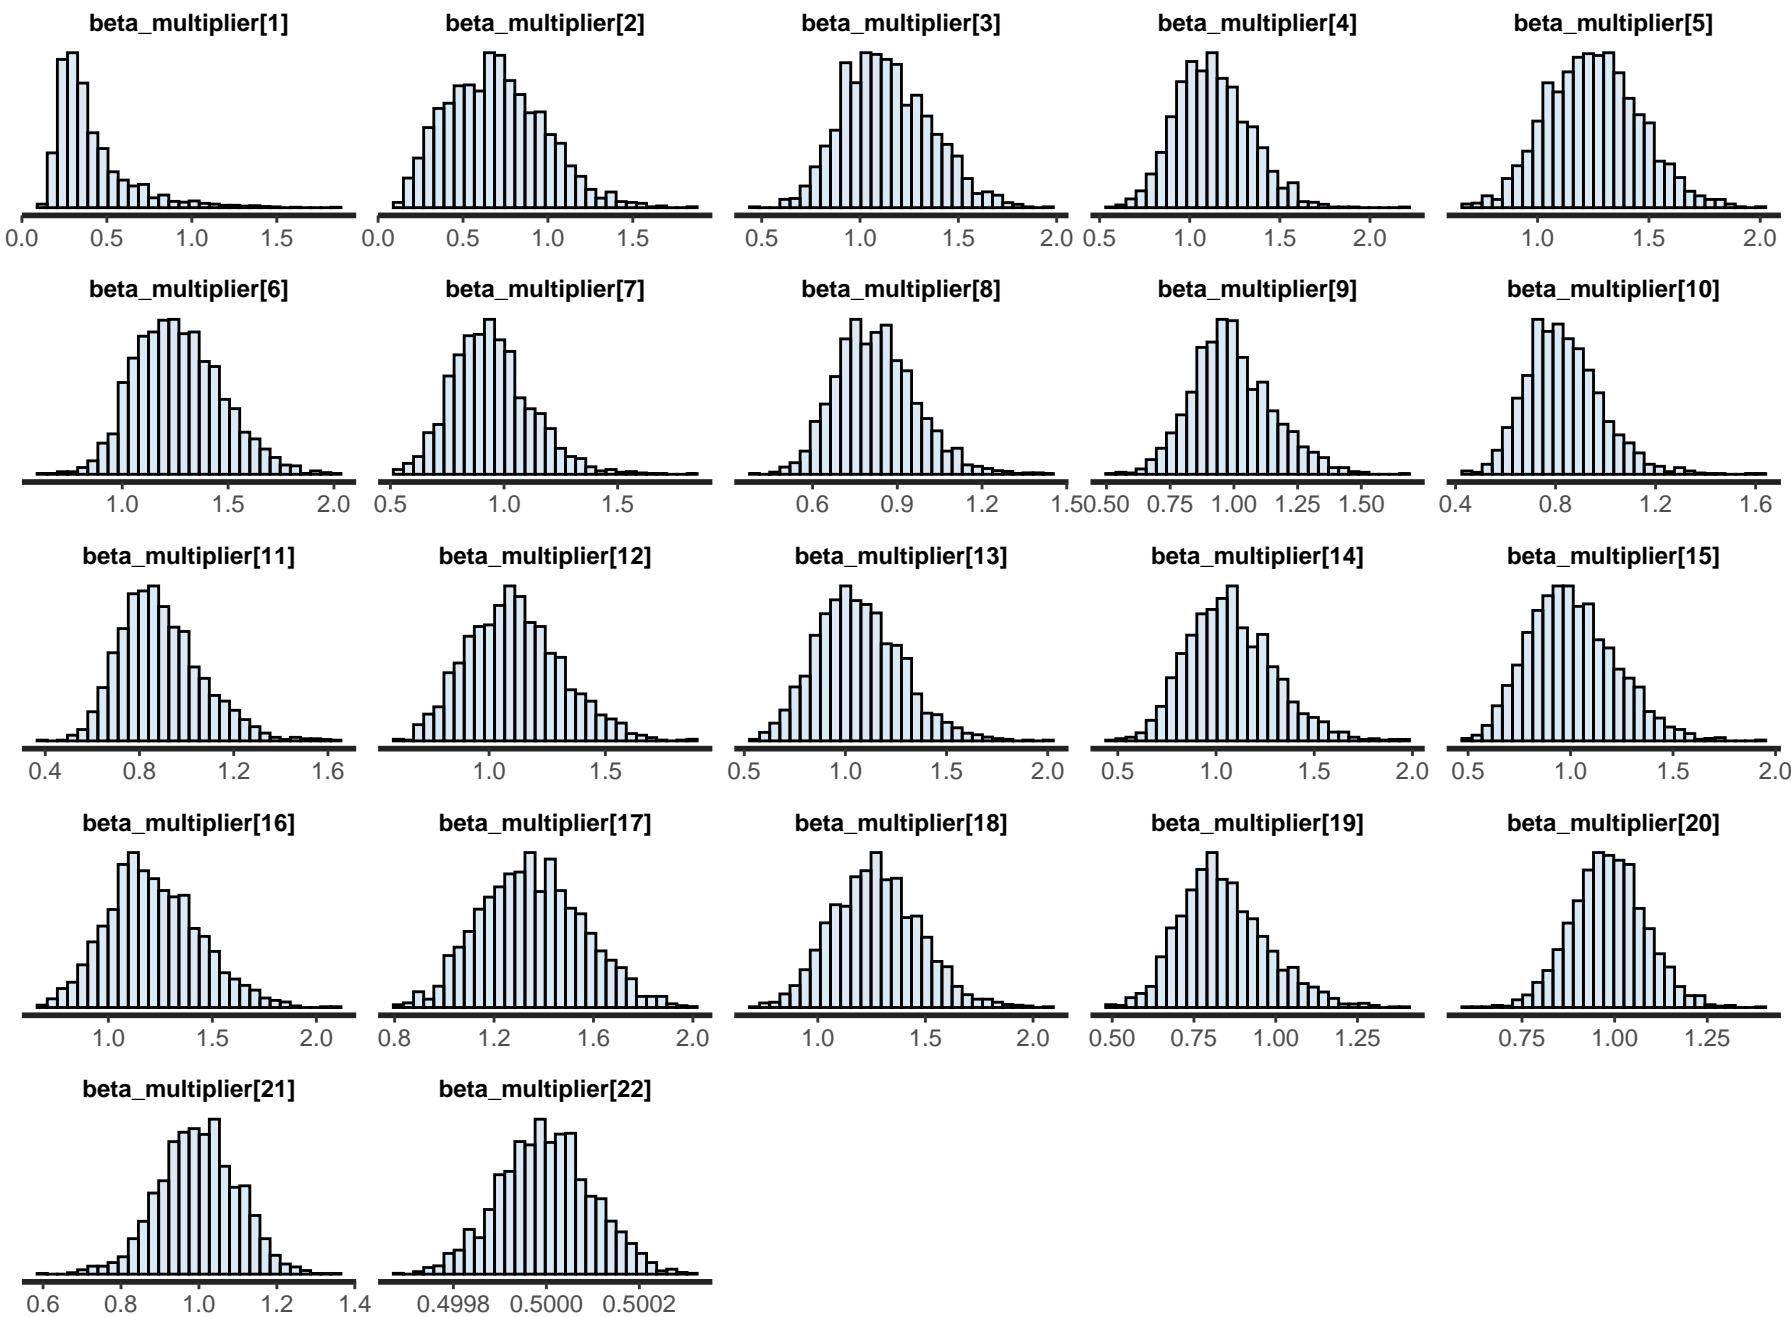 beta_multiplier[1] beta_multiplier[2] beta_multiplier[3] beta_multiplier[4] beta_multiplier[5]
0.0 0.5 1.0 1.5 0.0 0.5 1.0 1.5 0.5 1.0 1.5 2.0 0.5 1.0 1.5 2.0 1.0 1.5 2.0
beta_multiplier[6] beta_multiplier[7] beta_multiplier[8] beta_multiplier[9] beta_multiplier[10]
1.0 1.5 2.0 0.5 1.0 1.5 0.6 0.9 1.2 1.5 0.50 0.75 1.00 1.25 1.50 0.4 0.8 1.2 1.6
beta_multiplier[11] beta_multiplier[12] beta_multiplier[13] beta_multiplier[14] beta_multiplier[15]
0.4 0.8 1.2 1.6 1.0 1.5 0.5 1.0 1.5 2.0 0.5 1.0 1.5 2.0 0.5 1.0 1.5 2.0
beta_multiplier[16] beta_multiplier[17] beta_multiplier[18] beta_multiplier[19] beta_multiplier[20]
1.0 1.5 2.0 0.8 1.2 1.6 2.0 1.0 1.5 2.0 0.50 0.75 1.00 1.25 0.75 1.00 1.25
beta_multiplier[21] beta_multiplier[22]
0.6 0.8 1.0 1.2 1.4 0.4998 0.5000 0.5002